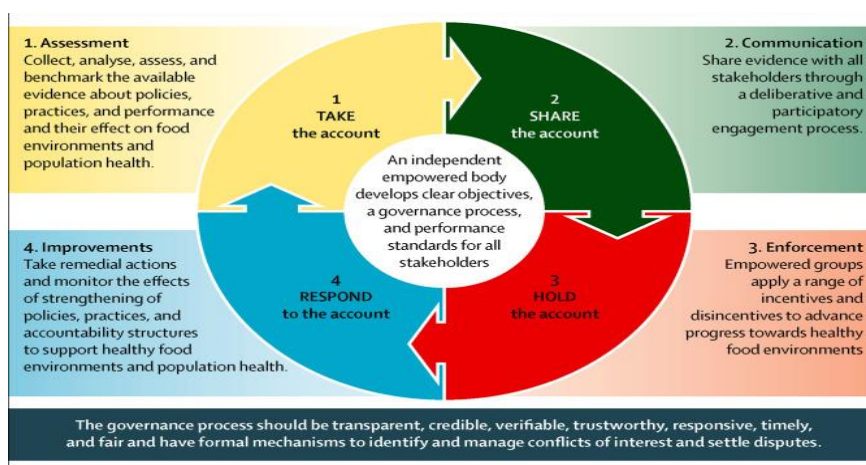 1. Assessment
Collect, analyse, assess, and
benchmark the available
evidence about policies,
practices, and performance
and their effect on food
environments and
population health.
1
TAKE
the account
2
SHARE
the account
2. Communication
Share evidence with all
stakeholders through
a deliberative and
participatory
engagement process.
An independent
empowered body
develops clear objectives,
a governance process,
and performance
standards for all
stakeholders
4. Improvements
Take remedial actions
and monitor the effects
of strengthening of
policies, practices, and
accountability structures
to support healthy food
environments and population health.
4
RESPOND
to the account
3
HOLD
the account
3. Enforcement
Empowered groups
apply a range of
incentives and
disincentives to advance
progress towards healthy
food environments
The governance process should be transparent, credible, verifiable, trustworthy, responsive, timely,
and fair and have formal mechanisms to identify and manage conflicts of interest and settle disputes.